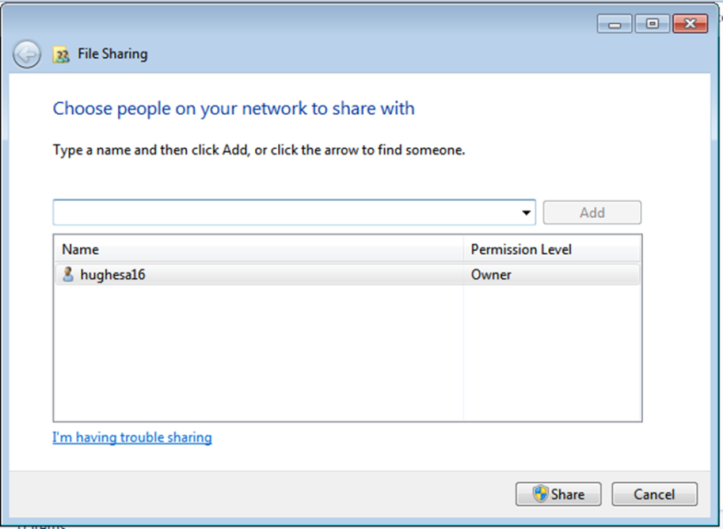 File Sharing
Choose people on your network to share with
Type a name and then click Add, or click the arrow to find someone.
Add
Name Permission Level
hughesa16 Owner
I'm having trouble sharing
Share Cancel